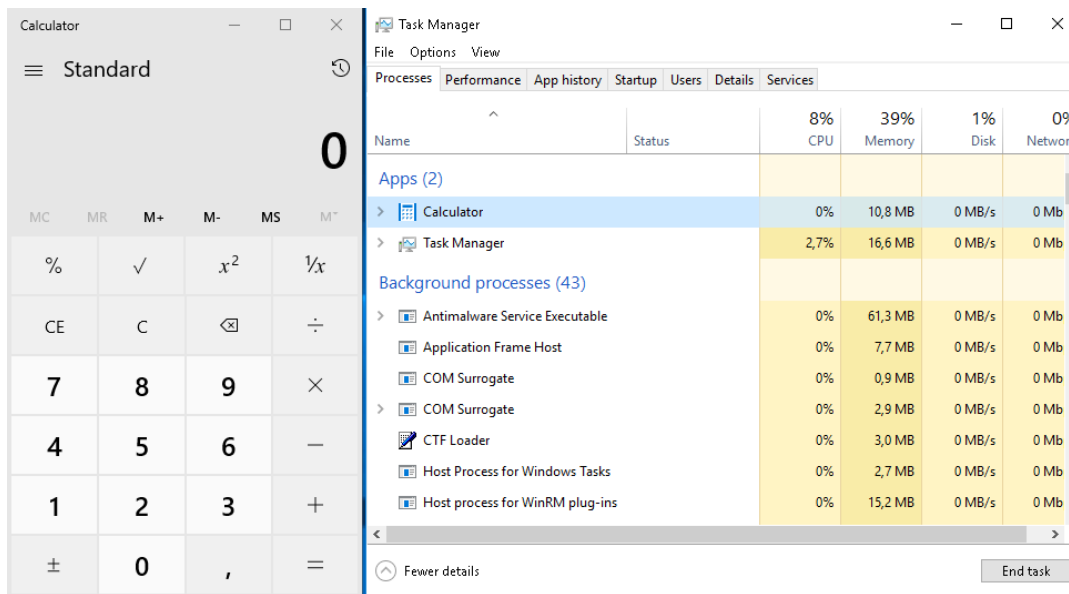 Calculator
Standard
0
MC MR M+ M- MS M˅
% √ x² ¹/x
CE C ÷
7 8 9 ×
4 5 6 −
1 2 3 +
± 0 , =
Task Manager
File Options View
Processes Performance App history Startup Users Details Services
8% 39% 1% 0%
Name Status CPU Memory Disk Networ
Apps (2)
Calculator 0% 10,8 MB 0 MB/s 0 Mb
Task Manager 2,7% 16,6 MB 0 MB/s 0 Mb
Background processes (43)
Antimalware Service Executable 0% 61,3 MB 0 MB/s 0 Mb
Application Frame Host 0% 7,7 MB 0 MB/s 0 Mb
COM Surrogate 0% 0,9 MB 0 MB/s 0 Mb
COM Surrogate 0% 2,9 MB 0 MB/s 0 Mb
CTF Loader 0% 3,0 MB 0 MB/s 0 Mb
Host Process for Windows Tasks 0% 2,7 MB 0 MB/s 0 Mb
Host process for WinRM plug-ins 0% 15,2 MB 0 MB/s 0 Mb
Fewer details End task